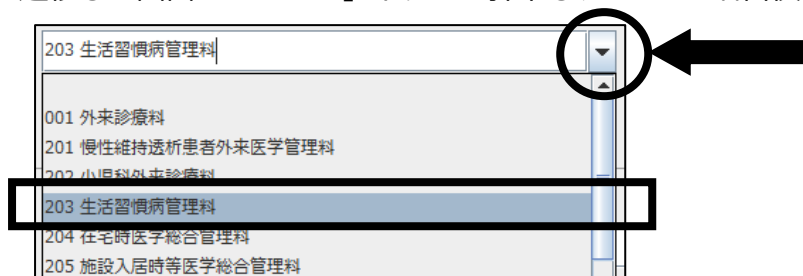 203 生活習慣病管理料
001 外来診療料
201 慢性維持透析患者外来医学管理料
202 小児科外来診療料
203 生活習慣病管理料
204 在宅時医学総合管理料
205 施設入居時等医学総合管理料